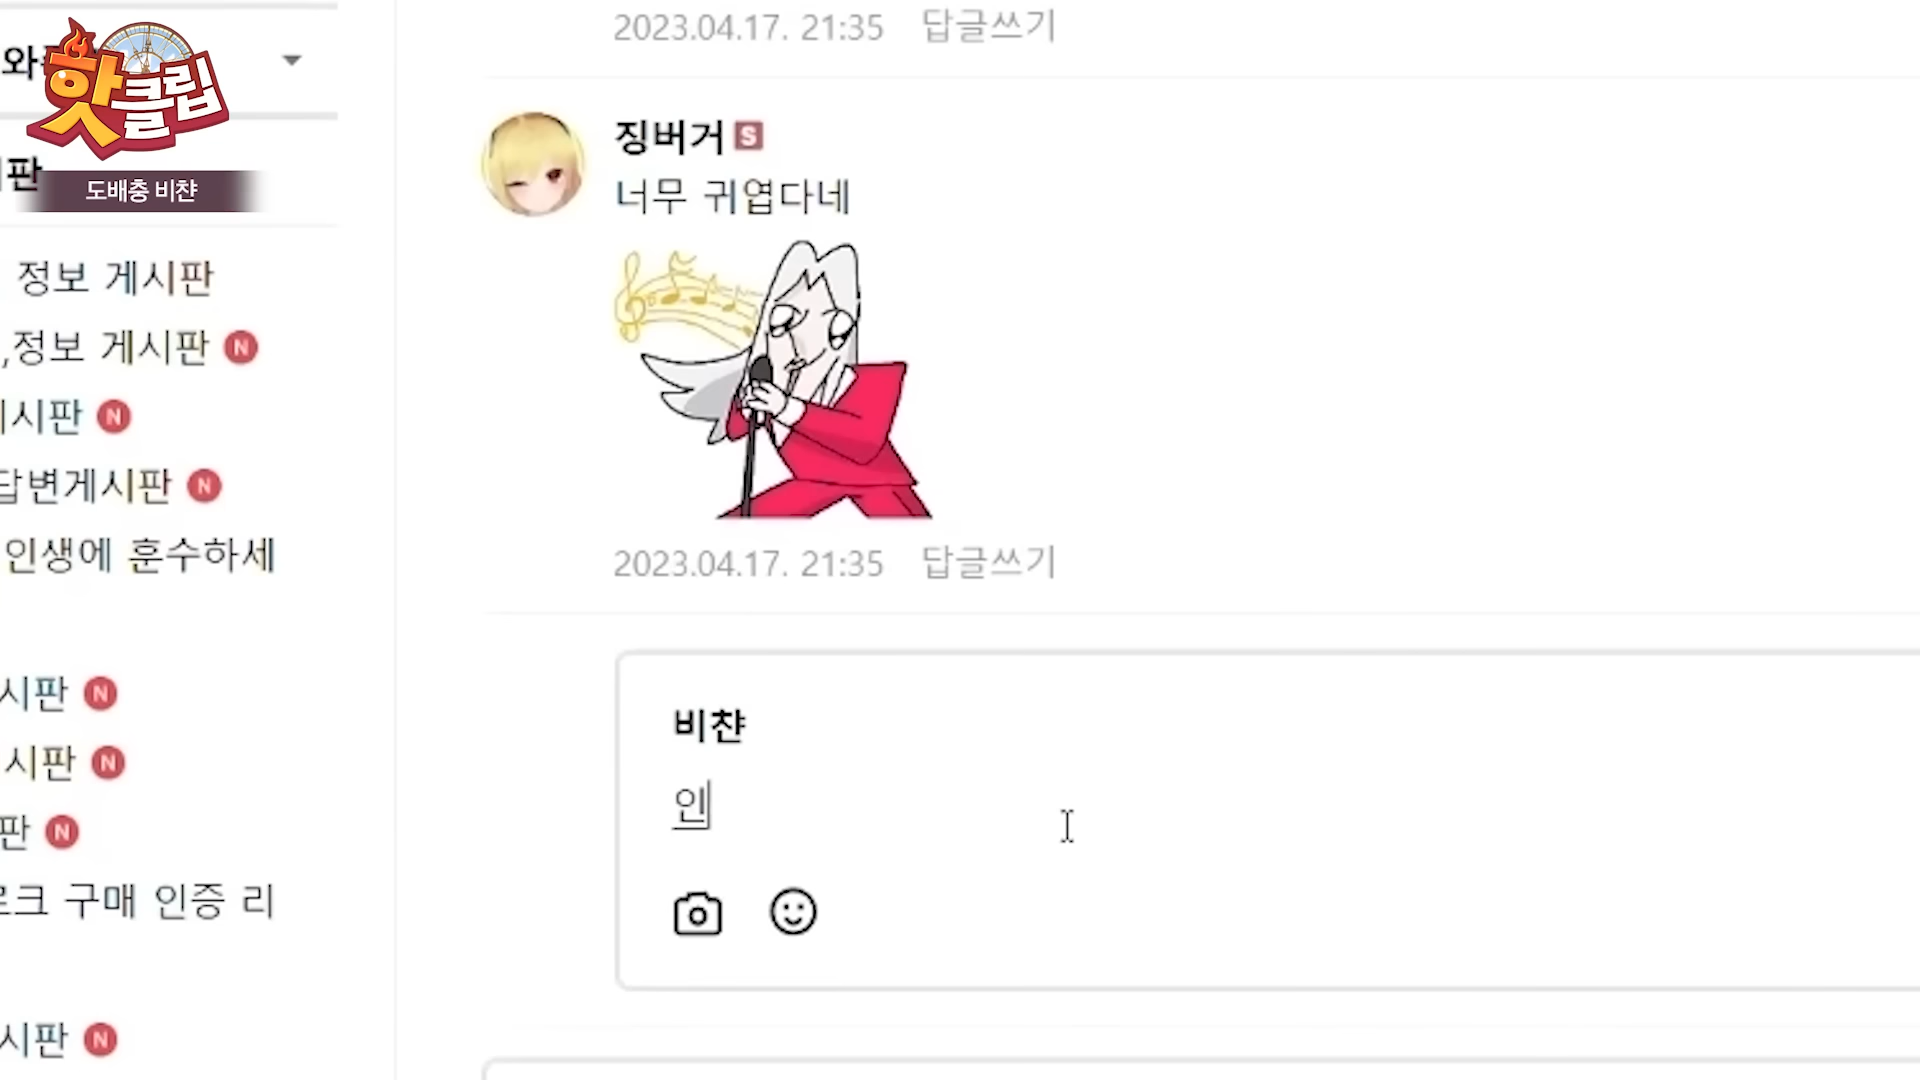 핫클립
도배충 비챤
정보 게시판
,정보 게시판 N
시판 N
답변게시판 N
인생에 훈수하세
시판 N
시판 N
판 N
크 구매 인증 리
시판 N
2023.04.17. 21:35 답글쓰기
징버거 S
너무 귀엽다네
2023.04.17. 21:35 답글쓰기
비챤
인